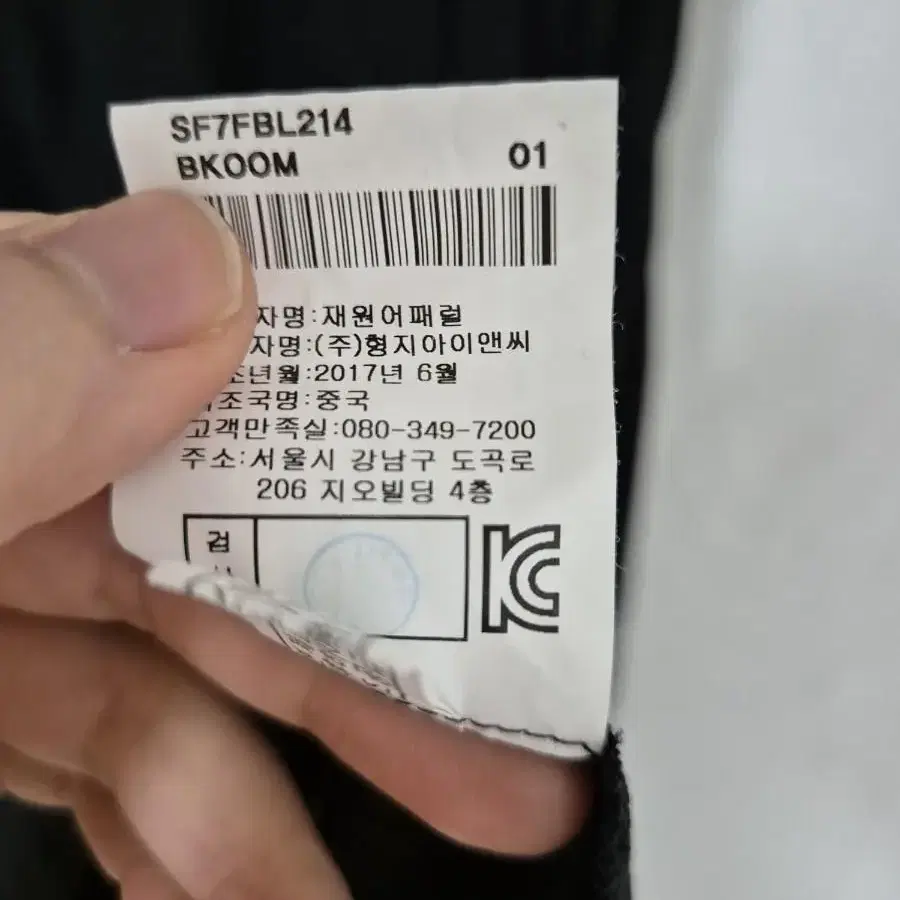 SF7FBL214
BKOOM 01
자명:재원어패럴
자명:(주)형지아이앤씨
조년월:2017년 6월
조국명:중국
고객만족실:080-349-7200
주소:서울시 강남구 도곡로
206 지오빌딩 4층
검
KC